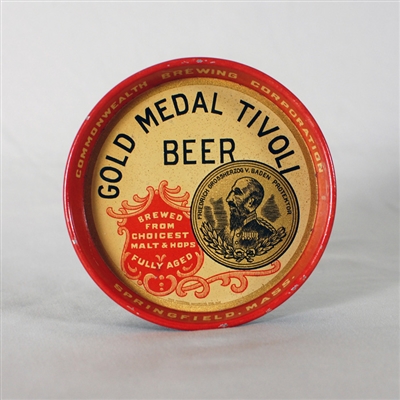 COMMONWEALTH BREWING CORPORATION
GOLD MEDAL TIVOLI
BEER
FRIEDRICH GROSSHERZOG V. BADEN PROTECTOR
BREWED
FROM
CHOICEST
MALT & HOPS
FULLY AGED
SPRINGFIELD, MASS.